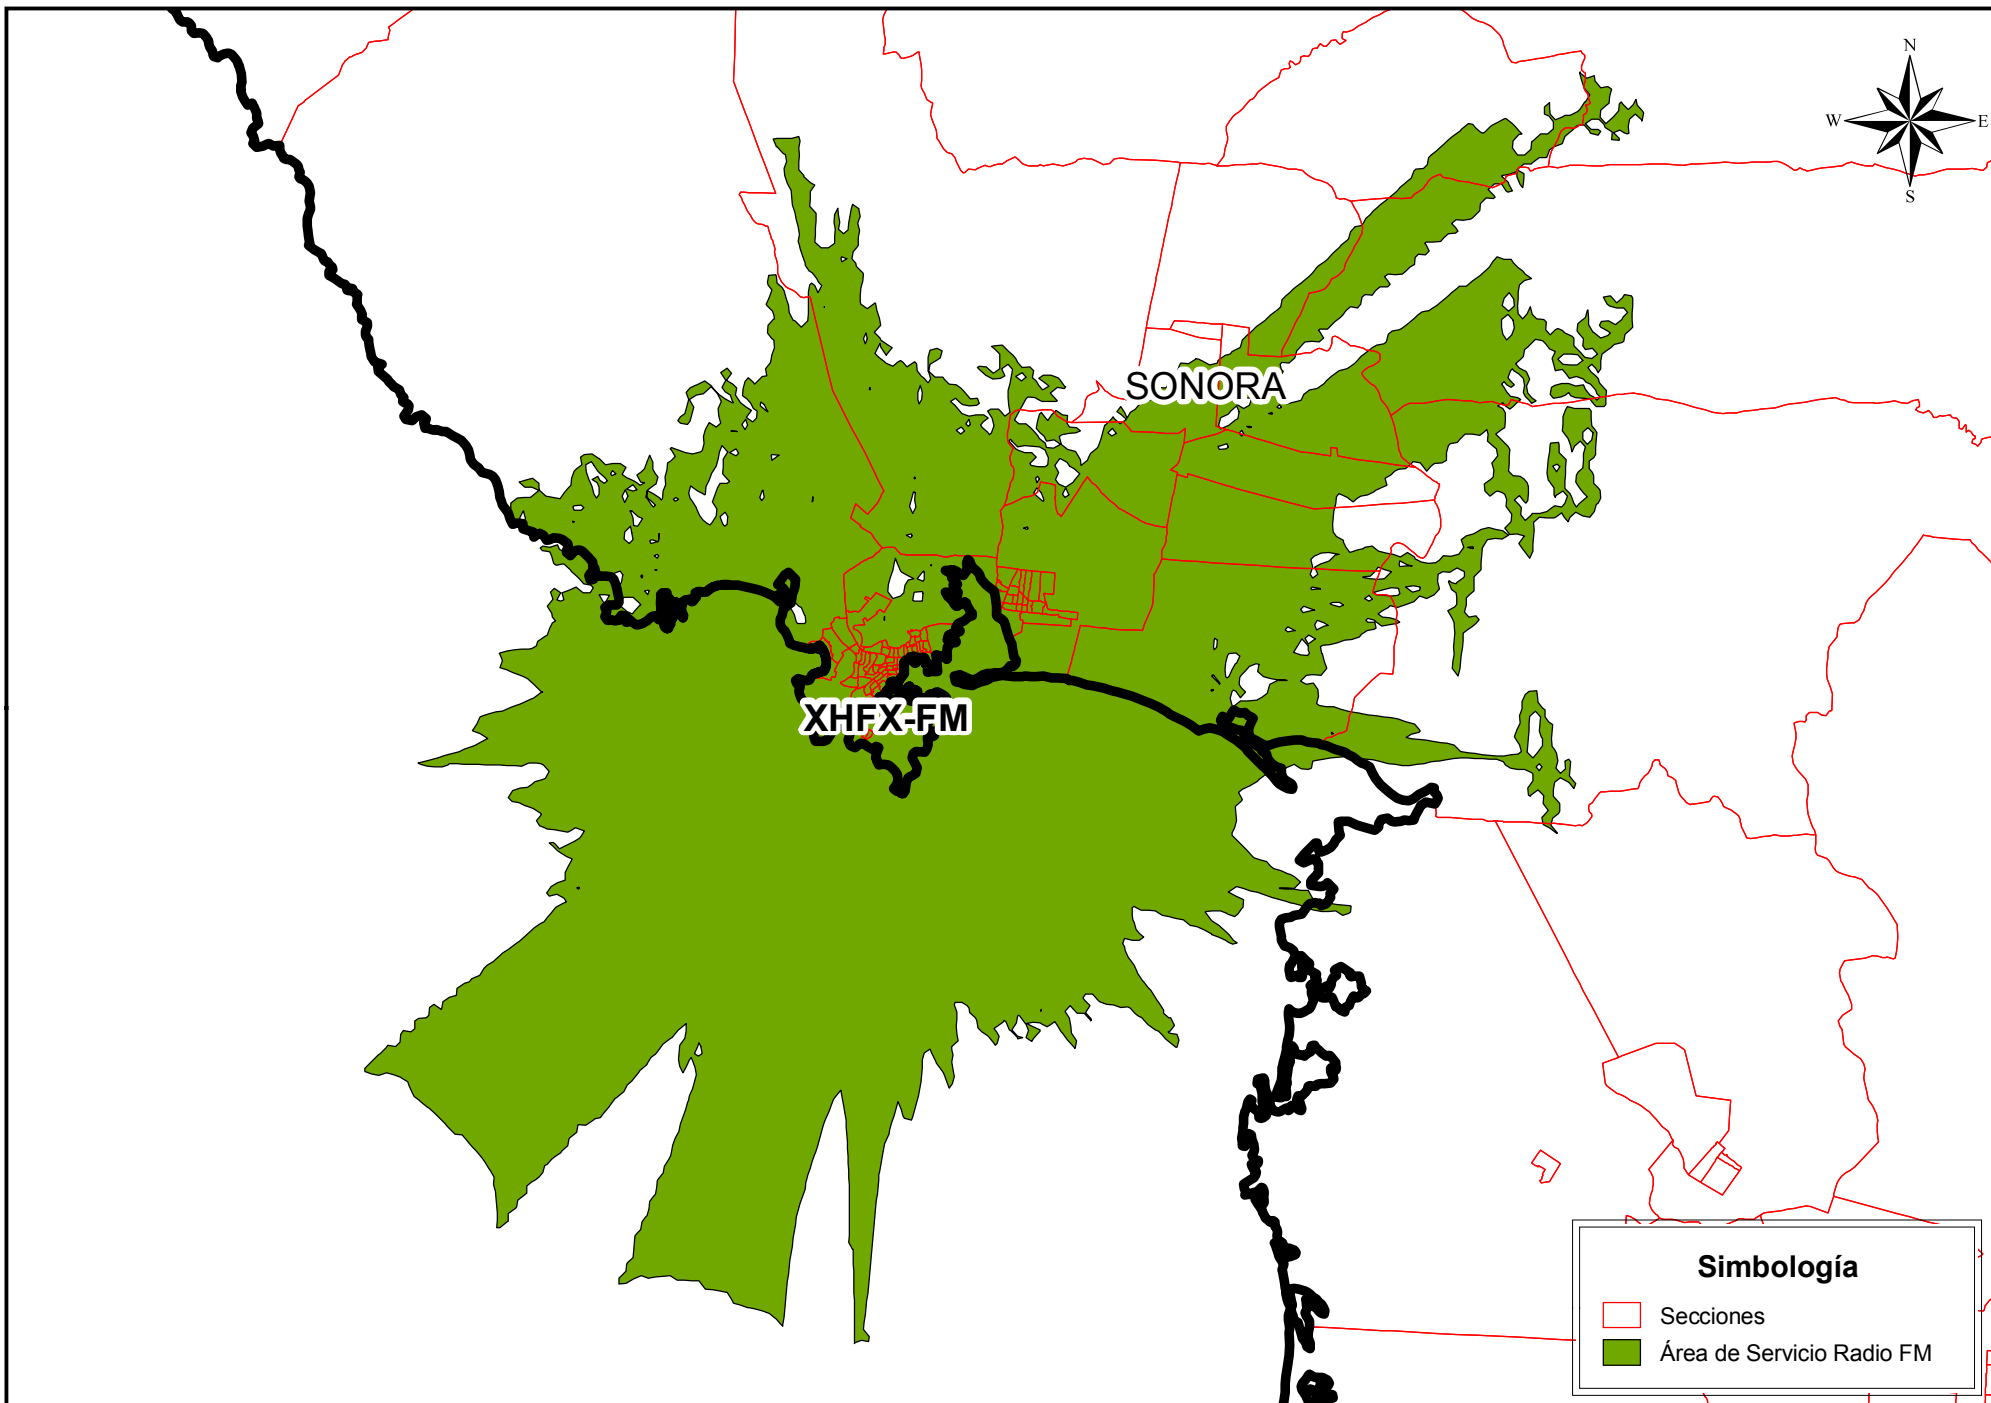 N
W E
S
SONORA
XHFX-FM
Simbología
Secciones
Área de Servicio Radio FM